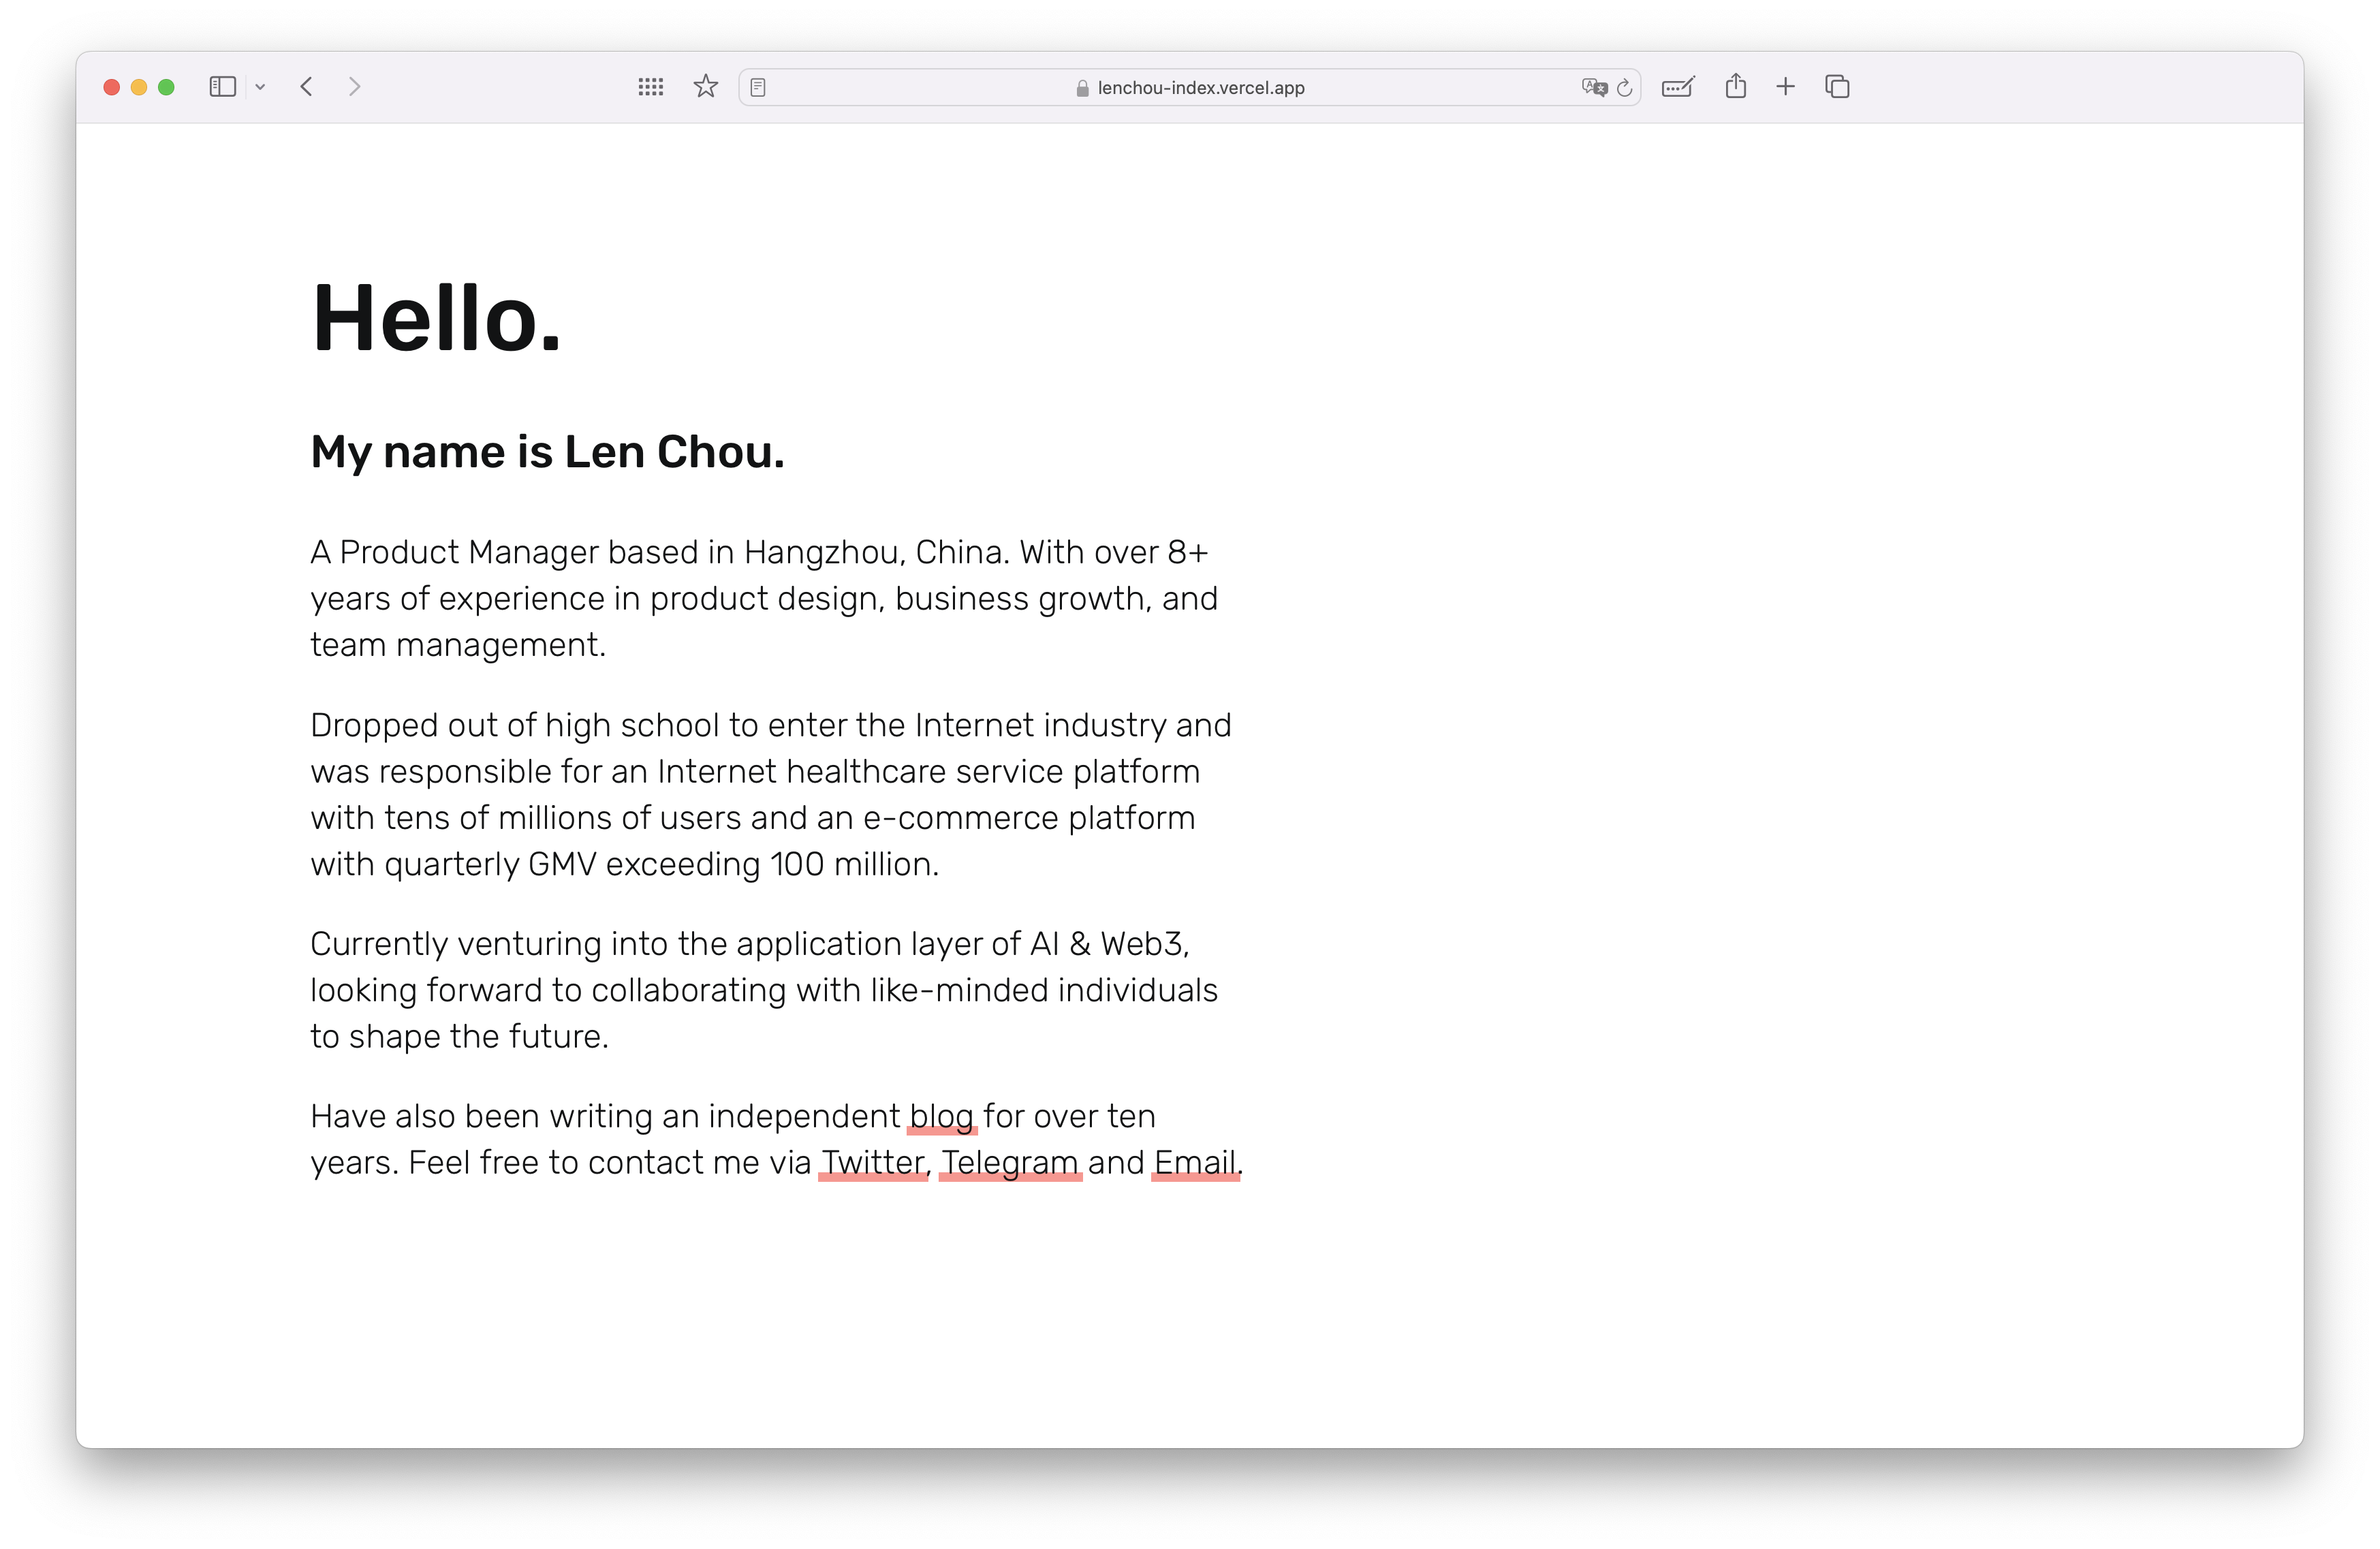 lenchou-index.vercel.app
Hello.
My name is Len Chou.
A Product Manager based in Hangzhou, China. With over 8+
years of experience in product design, business growth, and
team management.
Dropped out of high school to enter the Internet industry and
was responsible for an Internet healthcare service platform
with tens of millions of users and an e-commerce platform
with quarterly GMV exceeding 100 million.
Currently venturing into the application layer of AI & Web3,
looking forward to collaborating with like-minded individuals
to shape the future.
Have also been writing an independent blog for over ten
years. Feel free to contact me via Twitter, Telegram and Email.